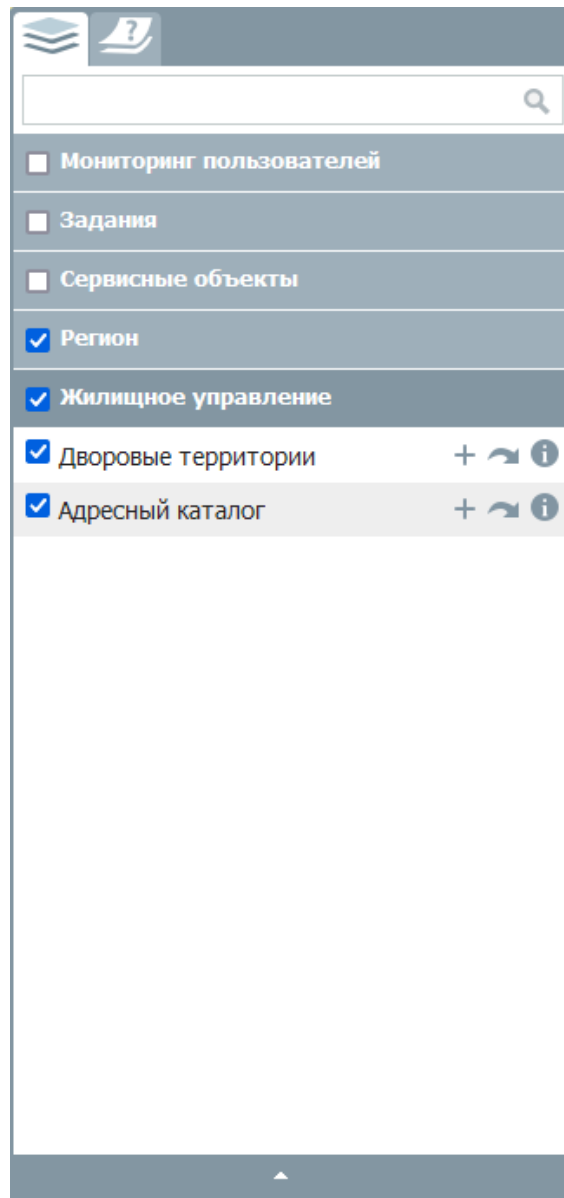 Мониторинг пользователей
Задания
Сервисные объекты
Регион
Жилищное управление
Дворовые территории
Адресный каталог